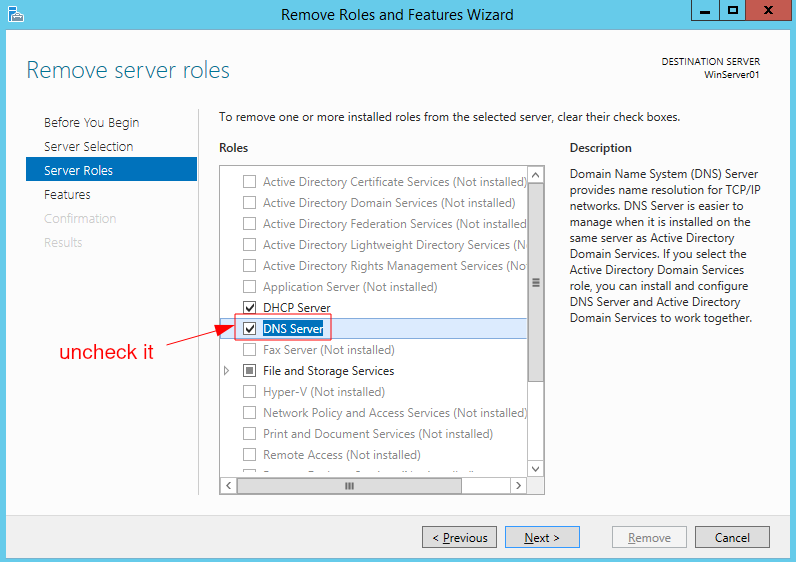 Remove Roles and Features Wizard
Remove server roles
DESTINATION SERVER
WinServer01
Before You Begin
Server Selection
Server Roles
Features
Confirmation
Results
To remove one or more installed roles from the selected server, clear their check boxes.
Roles
Active Directory Certificate Services (Not installed)
Active Directory Domain Services (Not installed)
Active Directory Federation Services (Not installed)
Active Directory Lightweight Directory Services (N
Active Directory Rights Management Services (No
Application Server (Not installed)
DHCP Server
DNS Server
Fax Server (Not installed)
File and Storage Services
Hyper-V (Not installed)
Network Policy and Access Services (Not installed)
Print and Document Services (Not installed)
Remote Access (Not installed)
uncheck it
Description
Domain Name System (DNS) Server
provides name resolution for TCP/IP
networks. DNS Server is easier to
manage when it is installed on the
same server as Active Directory
Domain Services. If you select the
Active Directory Domain Services
role, you can install and configure
DNS Server and Active Directory
Domain Services to work together.
< Previous
Next >
Remove
Cancel